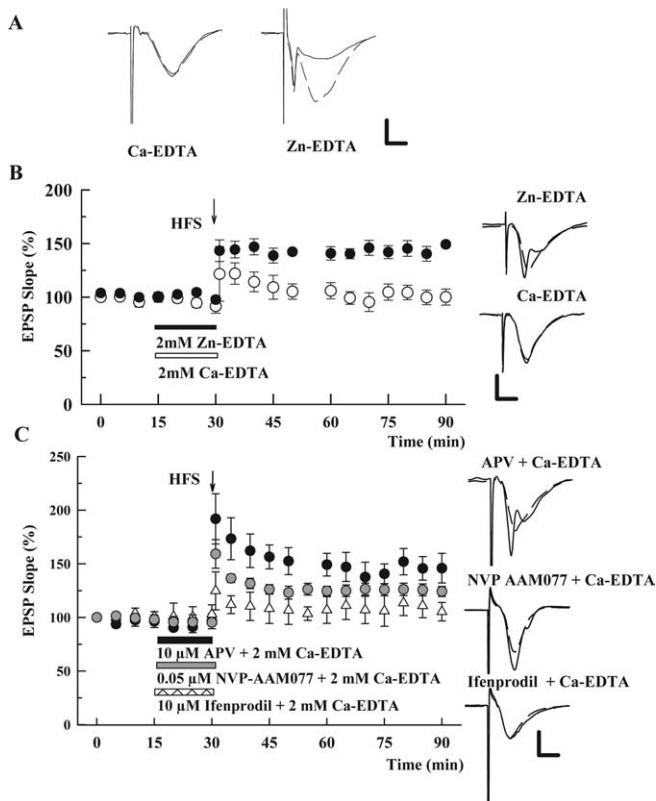 A
Ca-EDTA
Zn-EDTA
B
200
150
100
50
0
EPSP Slope (%)
HFS
2mM Zn-EDTA
2mM Ca-EDTA
0 15 30 45 60 75 90
Time (min)
Zn-EDTA
Ca-EDTA
C
250
200
150
100
50
0
EPSP Slope (%)
HFS
10 μM APV + 2 mM Ca-EDTA
0.05 μM NVP-AAM077 + 2 mM Ca-EDTA
10 μM Ifenprodil + 2 mM Ca-EDTA
0 15 30 45 60 75 90
Time (min)
APV + Ca-EDTA
NVP AAM077 + Ca-EDTA
Ifenprodil + Ca-EDTA